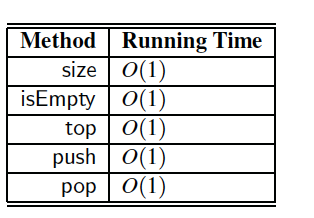 Method Running Time
size O(1)
isEmpty O(1)
top O(1)
push O(1)
pop O(1)